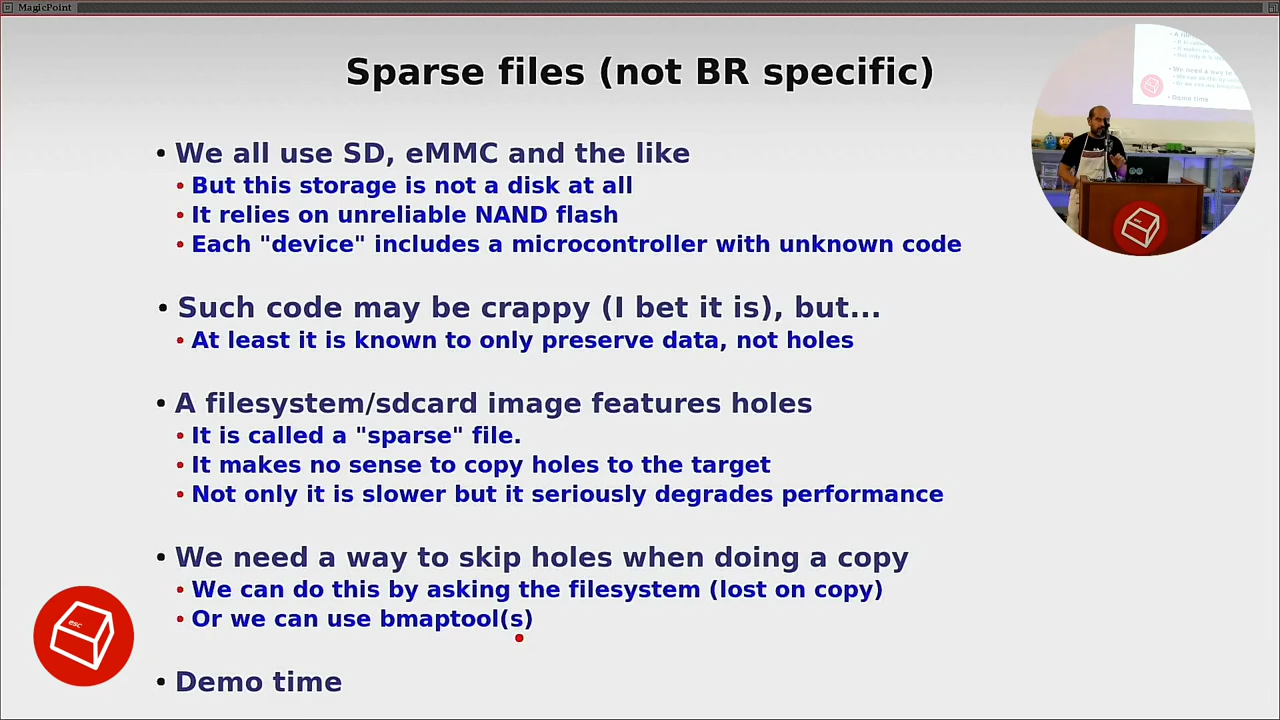 MagicPoint
Sparse files (not BR specific)
We all use SD, eMMC and the like
But this storage is not a disk at all
It relies on unreliable NAND flash
Each "device" includes a microcontroller with unknown code
Such code may be crappy (I bet it is), but...
At least it is known to only preserve data, not holes
A filesystem/sdcard image features holes
It is called a "sparse" file.
It makes no sense to copy holes to the target
Not only it is slower but it seriously degrades performance
We need a way to skip holes when doing a copy
We can do this by asking the filesystem (lost on copy)
Or we can use bmaptool(s)
Demo time
esc
Demo time
esc